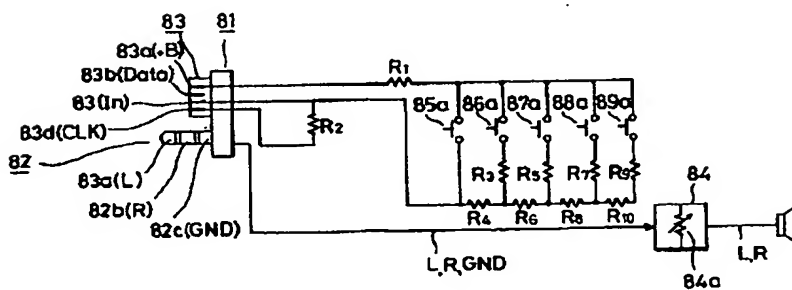 83
81
83a(+B)
83b(Data)
83(In)
83d(CLK)
82
83a(L)
82b(R)
82c(GND)
R1
R2
85a
86a
87a
88a
89a
R3
R5
R7
R9
R4
R6
R8
R10
L,R,GND
84
84a
L,R